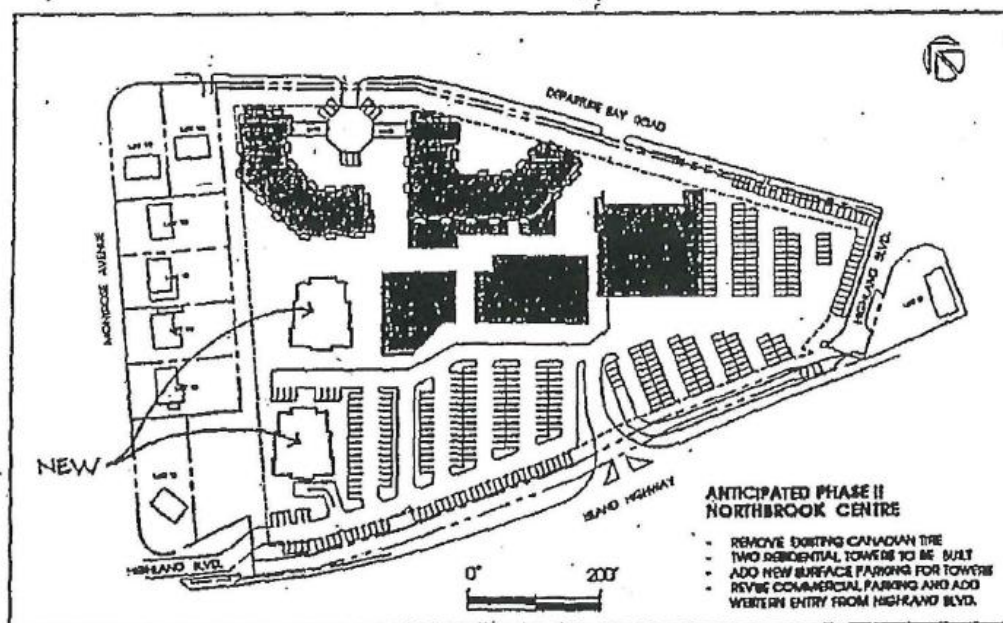 DEPARTURE BAY ROAD
MONTROSE AVENUE
HIGHLAND BLVD.
NEW
ISLAND HIGHWAY
HIGHLAND BLVD.
0'
200'
ANTICIPATED PHASE II
NORTHBROOK CENTRE
- REMOVE EXISTING CANADIAN TIRE
- TWO RESIDENTIAL TOWERS TO BE BUILT
- ADD NEW SURFACE PARKING FOR TOWERS
- REVISE COMMERCIAL PARKING AND ADD
WESTERN ENTRY FROM HIGHLAND BLVD.